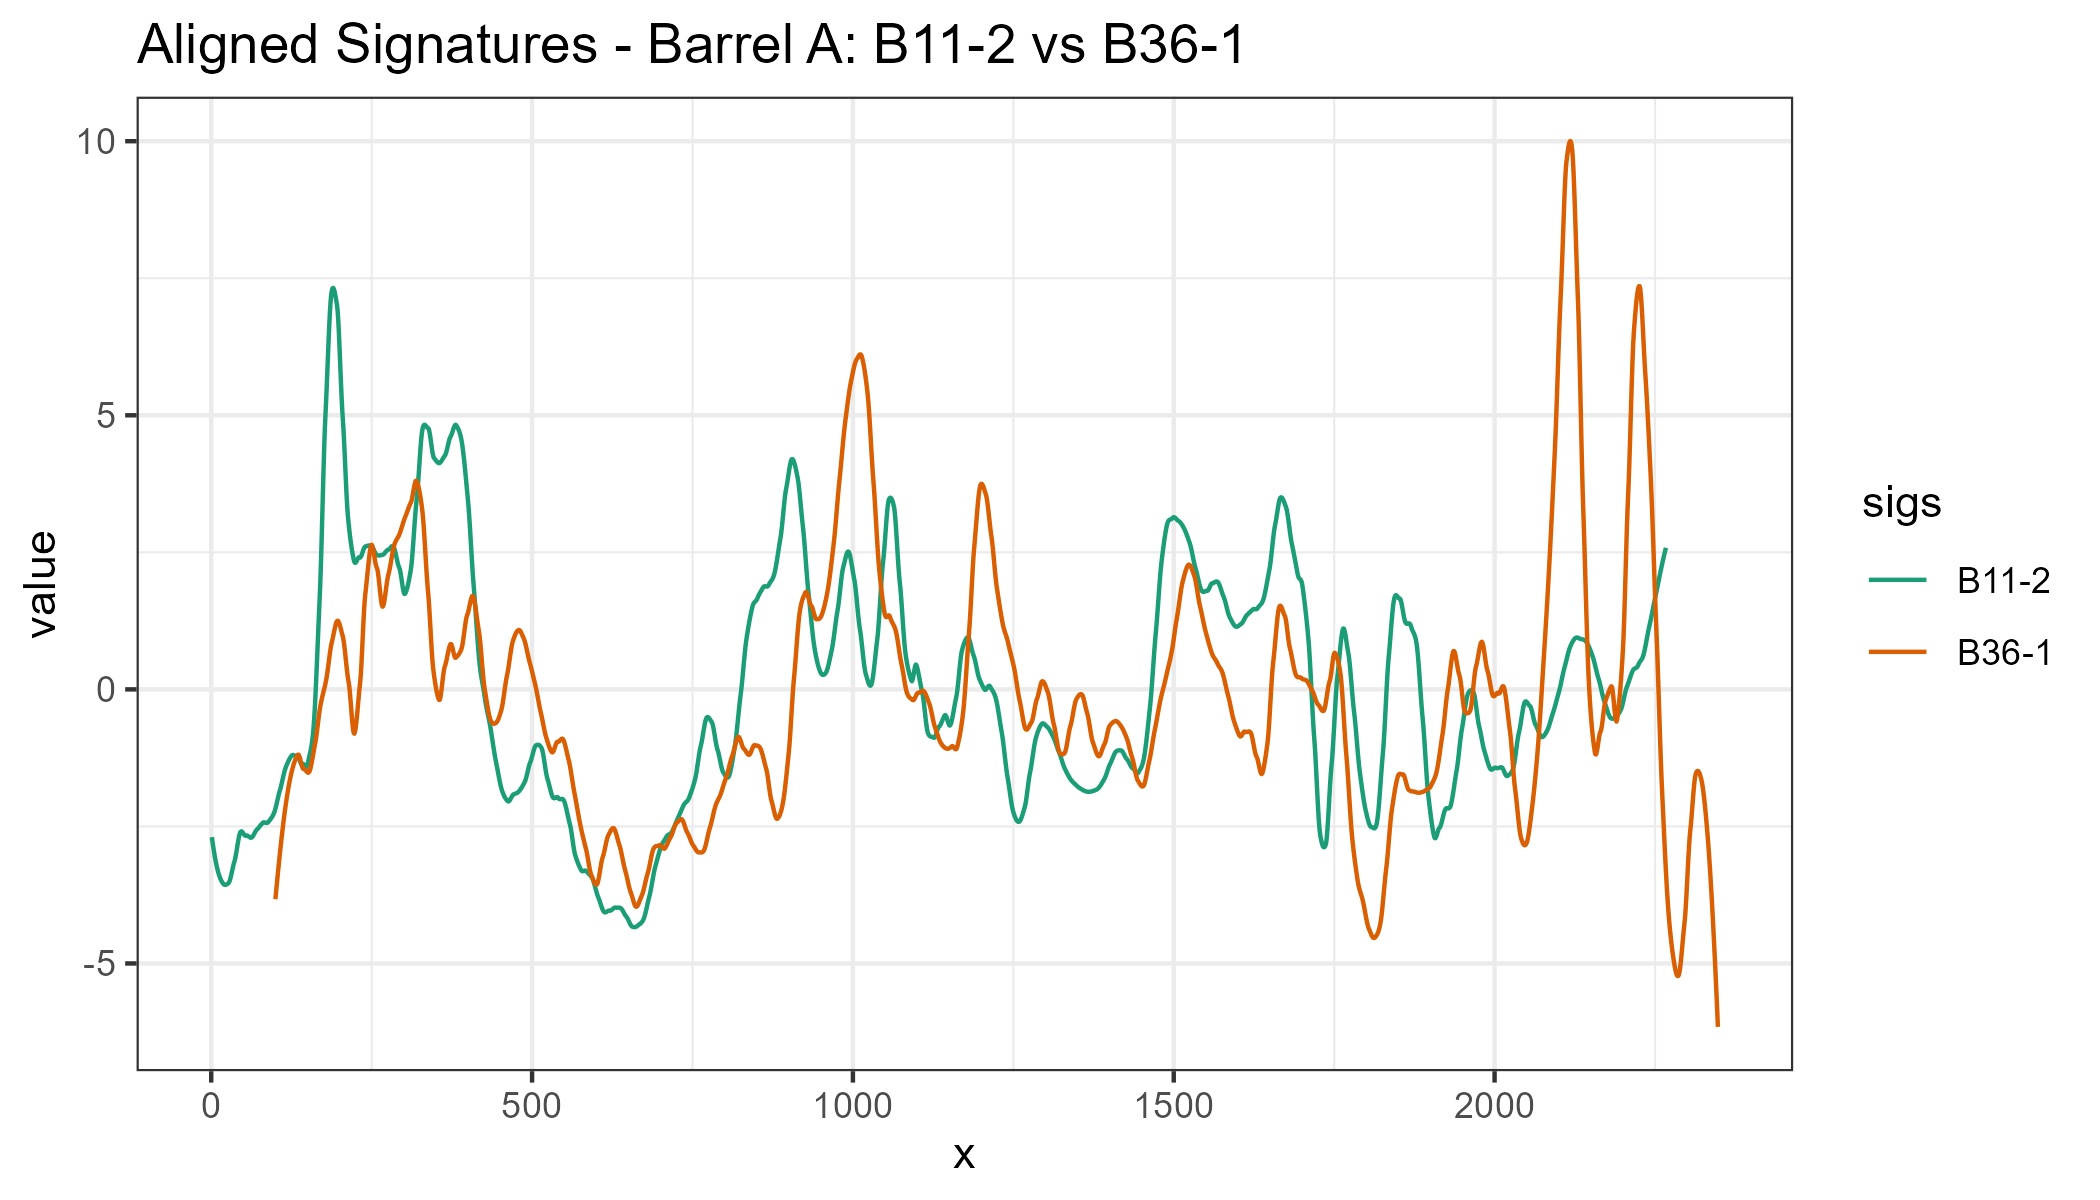 Aligned Signatures - Barrel A: B11-2 vs B36-1
10
5
0
-5
value
0 500 1000 1500 2000
x
sigs
B11-2
B36-1